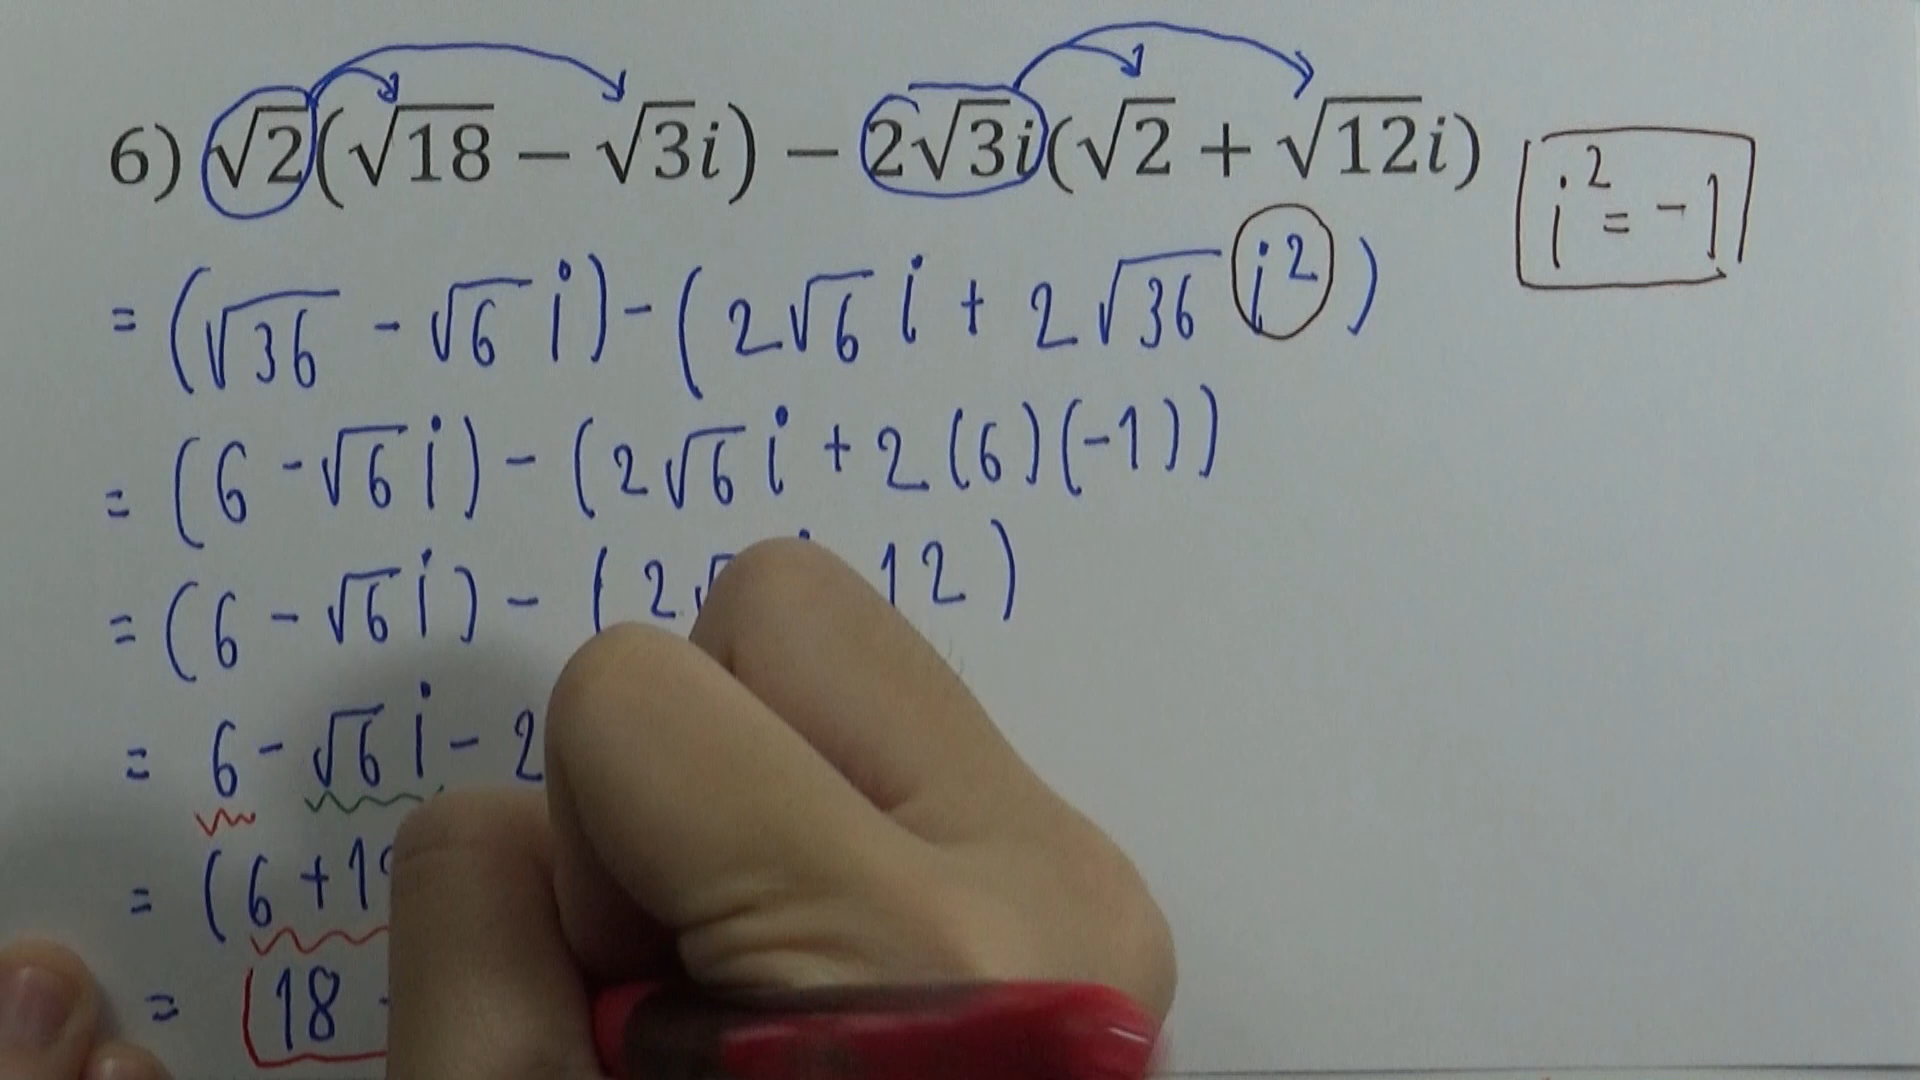 6) √2(√18 − √3i) − 2√3i(√2 + √12i)
i² = -1
= (√36 - √6 i) - (2√6 i + 2√36 i²)
= (6 - √6 i) - (2√6 i + 2(6)(-1))
= (6 - √6 i) - (2√ 12)
= 6 - √6 i - 2
= (6 + 1
= 18 -